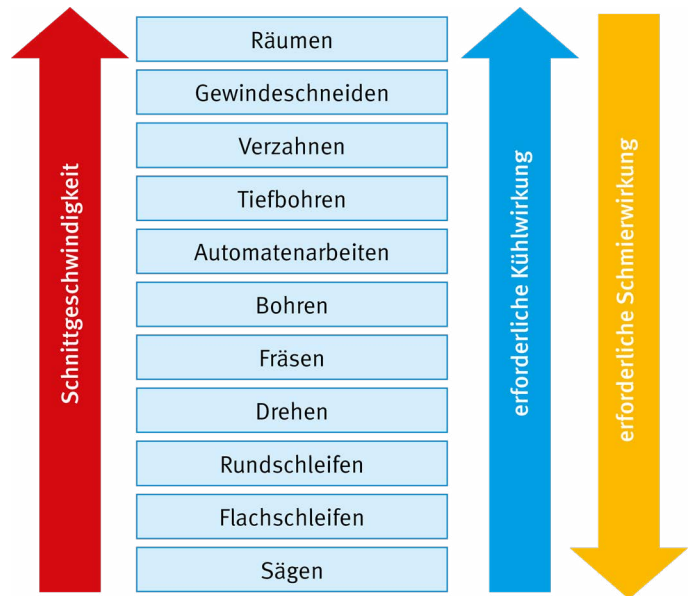 Schnittgeschwindigkeit
Räumen
Gewindeschneiden
Verzahnen
Tiefbohren
Automatenarbeiten
Bohren
Fräsen
Drehen
Rundschleifen
Flachschleifen
Sägen
erforderliche Kühlwirkung
erforderliche Schmierwirkung